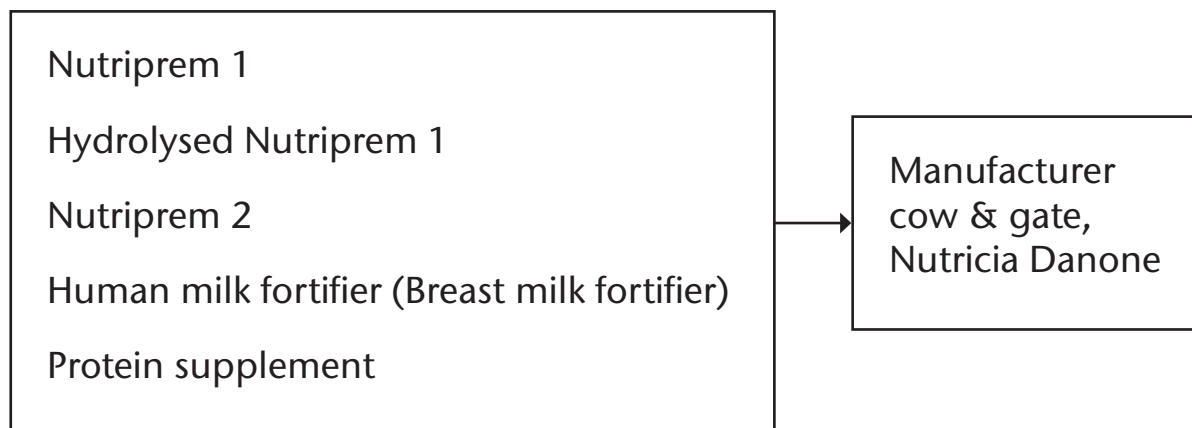 Nutriprem 1
Hydrolysed Nutriprem 1
Nutriprem 2
Human milk fortifier (Breast milk fortifier)
Protein supplement
Manufacturer
cow & gate,
Nutricia Danone